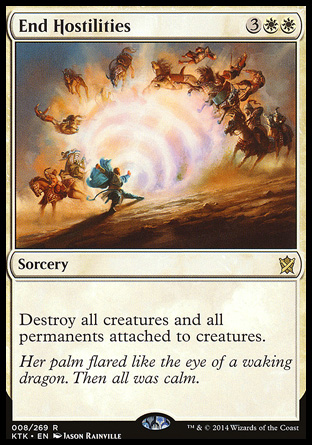 End Hostilities 3
Sorcery
Destroy all creatures and all
permanents attached to creatures.
Her palm flared like the eye of a waking
dragon. Then all was calm.
008/269 R
KTK • EN Jason Rainville
™ & © 2014 Wizards of the Coast